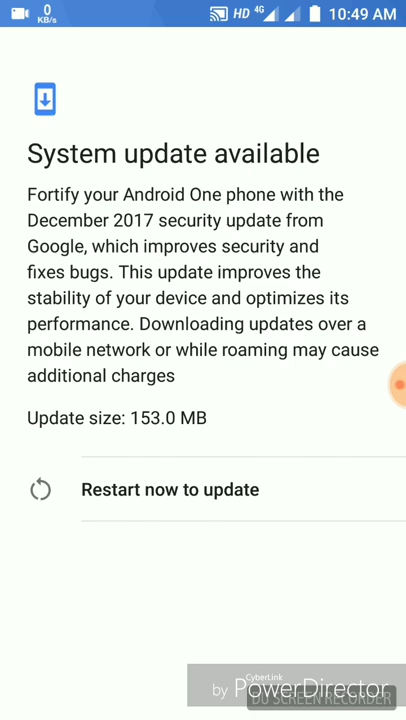 0
KB/s
HD 4G 10:49 AM
System update available
Fortify your Android One phone with the
December 2017 security update from
Google, which improves security and
fixes bugs. This update improves the
stability of your device and optimizes its
performance. Downloading updates over a
mobile network or while roaming may cause
additional charges
Update size: 153.0 MB
Restart now to update
CyberLink
by PowerDirector
DU SCREEN RECORDER